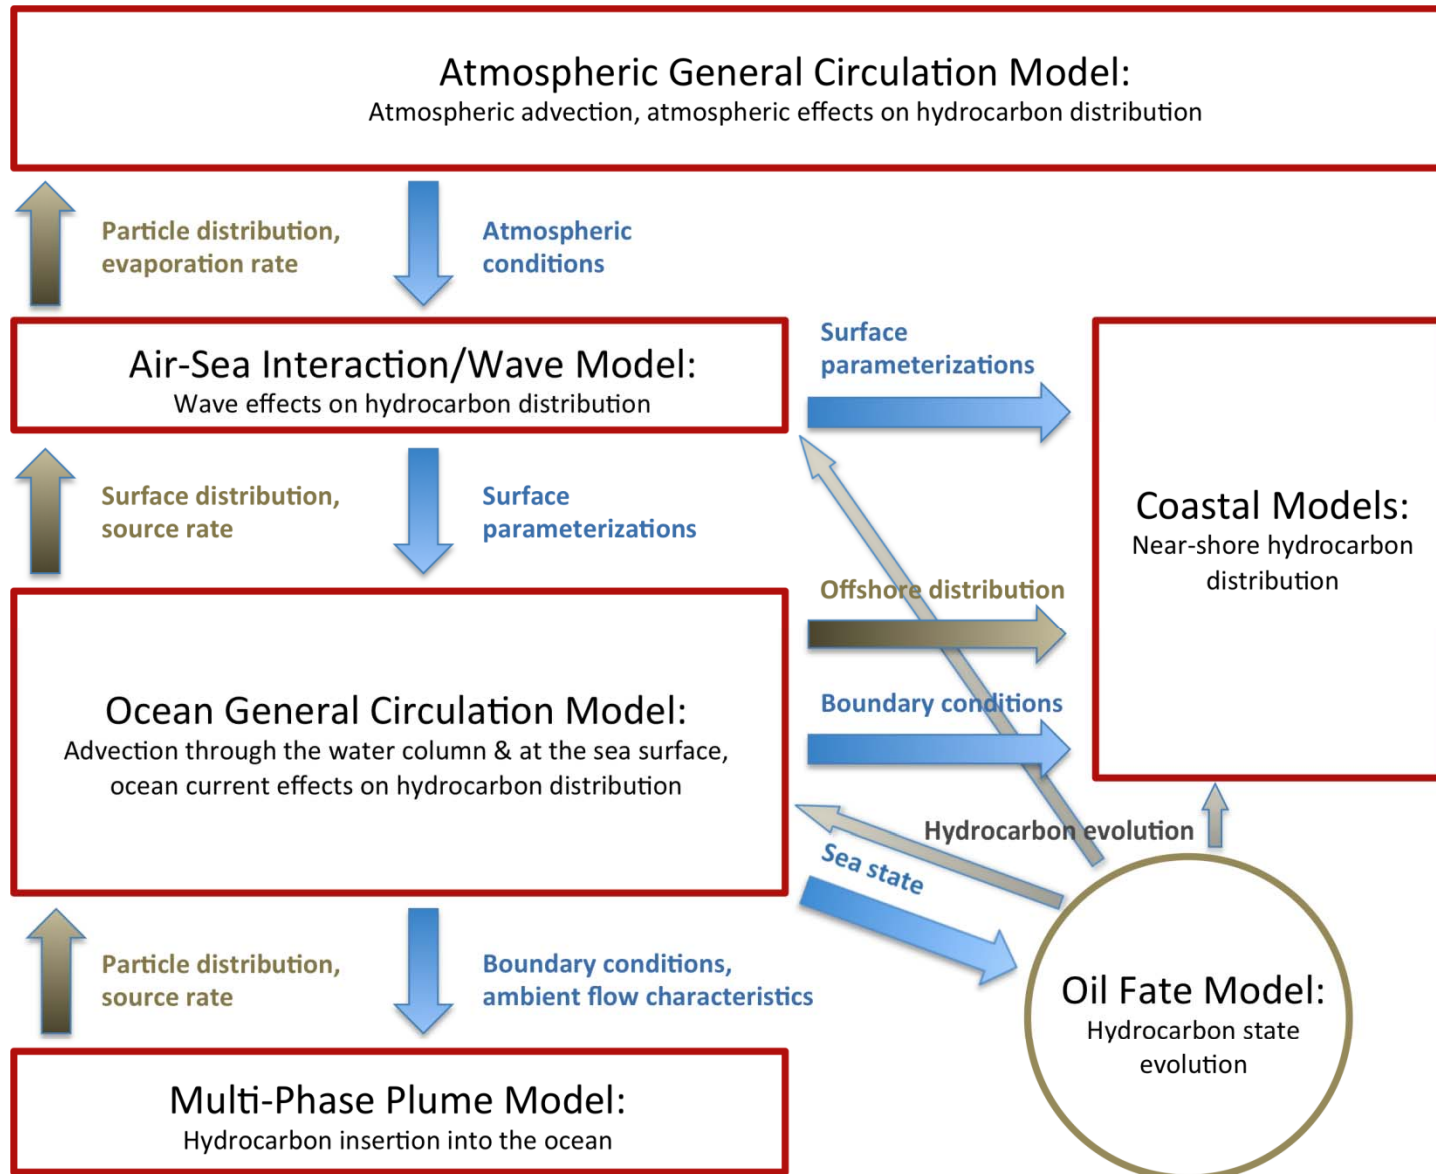 Atmospheric General Circulation Model:
Atmospheric advection, atmospheric effects on hydrocarbon distribution
Particle distribution,
evaporation rate
Atmospheric
conditions
Air-Sea Interaction/Wave Model:
Wave effects on hydrocarbon distribution
Surface
parameterizations
Surface distribution,
source rate
Surface
parameterizations
Coastal Models:
Near-shore hydrocarbon
distribution
Offshore distribution
Ocean General Circulation Model:
Advection through the water column & at the sea surface,
ocean current effects on hydrocarbon distribution
Boundary conditions
Hydrocarbon evolution
Sea state
Particle distribution,
source rate
Boundary conditions,
ambient flow characteristics
Oil Fate Model:
Hydrocarbon state
evolution
Multi-Phase Plume Model:
Hydrocarbon insertion into the ocean